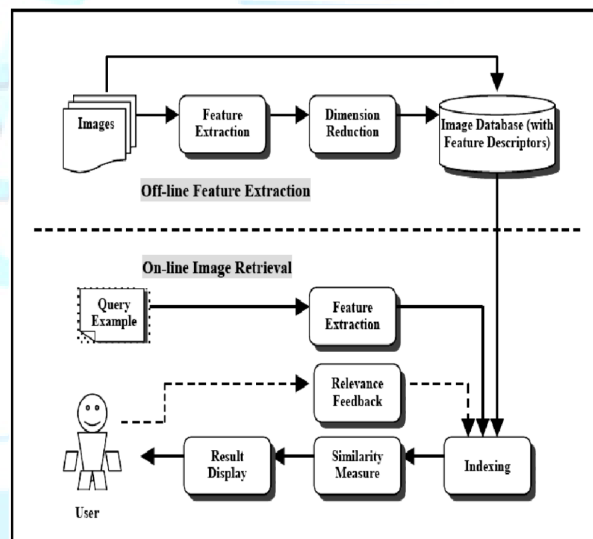 Images
Feature
Extraction
Dimension
Reduction
Image Database (with
Feature Descriptors)
Off-line Feature Extraction
On-line Image Retrieval
Query
Example
Feature
Extraction
Relevance
Feedback
Result
Display
Similarity
Measure
Indexing
User